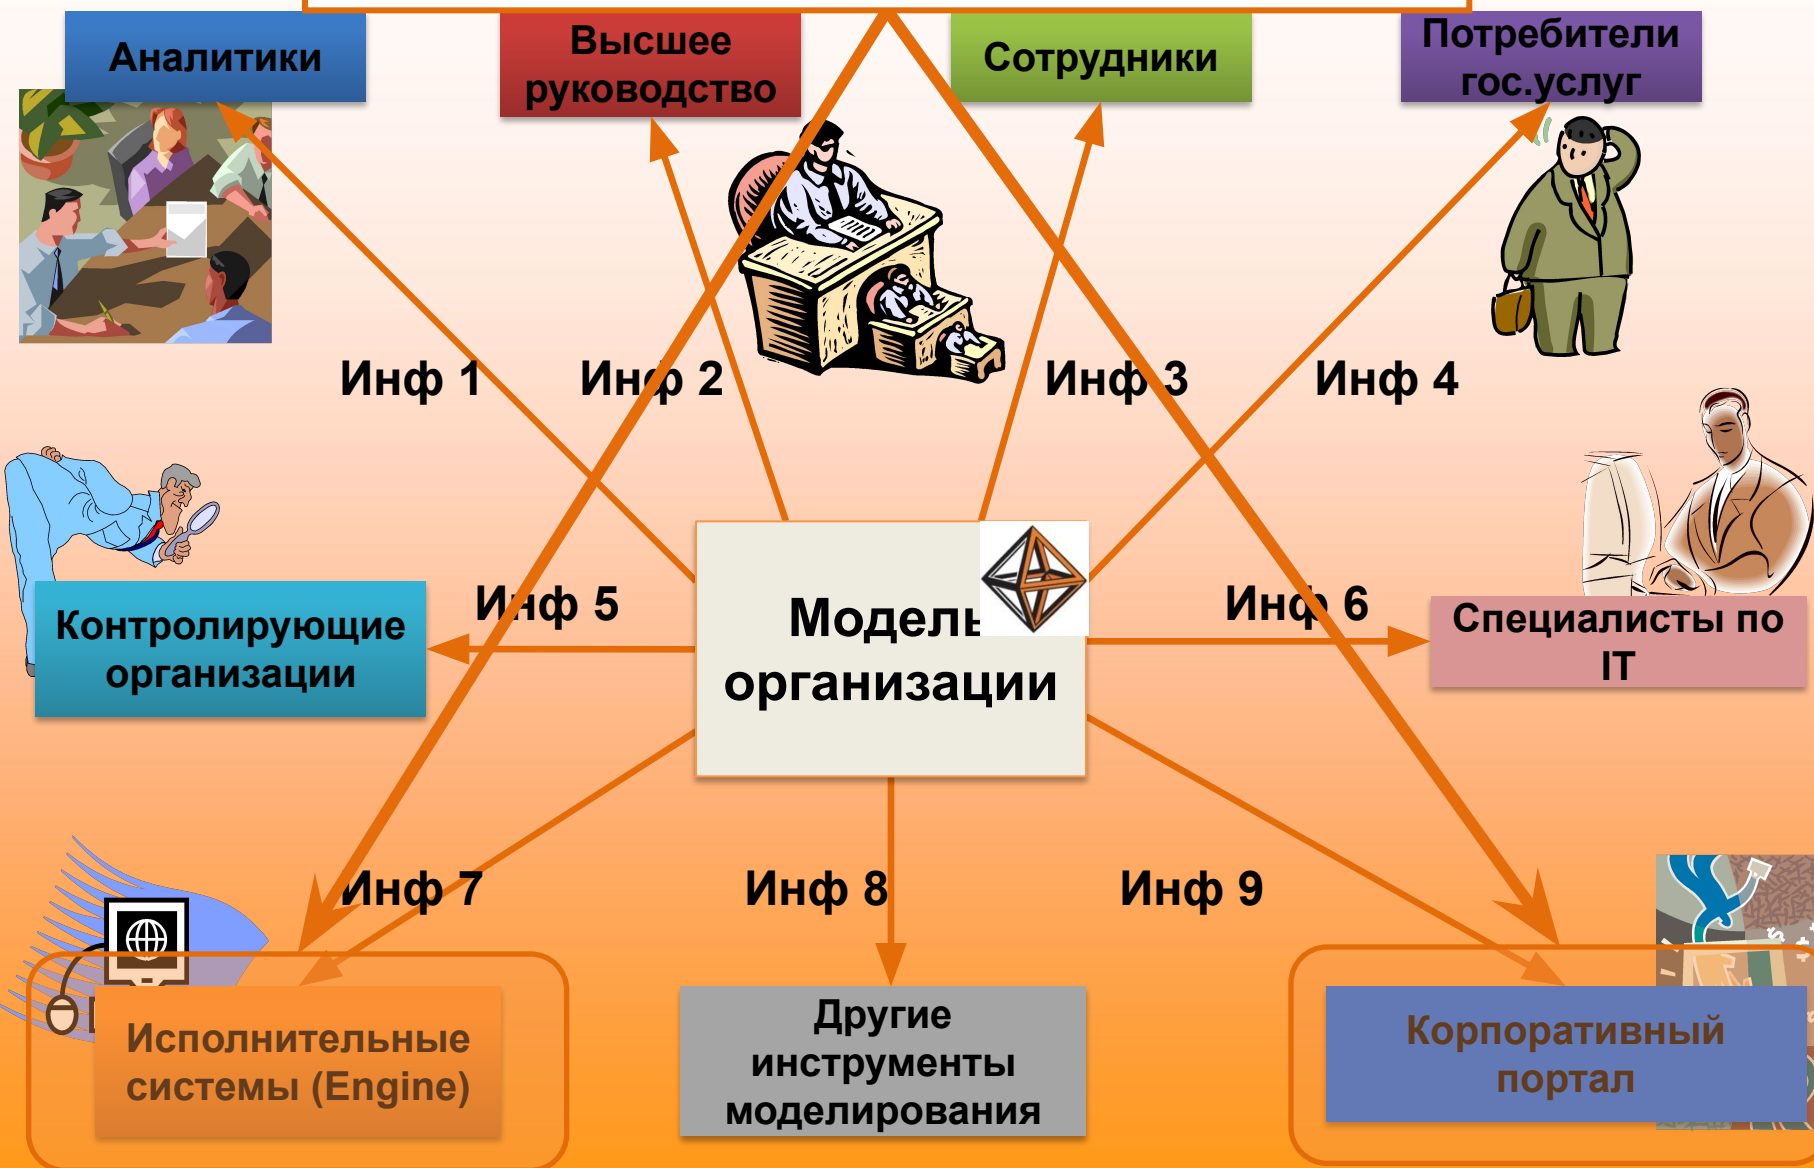 Аналитики
Высшее
руководство
Сотрудники
Потребители
гос.услуг
Инф 1
Инф 2
Инф 3
Инф 4
Контролирующие
организации
Инф 5
Модель
организации
Инф 6
Специалисты по
IT
Инф 7
Инф 8
Инф 9
Исполнительные
системы (Engine)
Другие
инструменты
моделирования
Корпоративный
портал